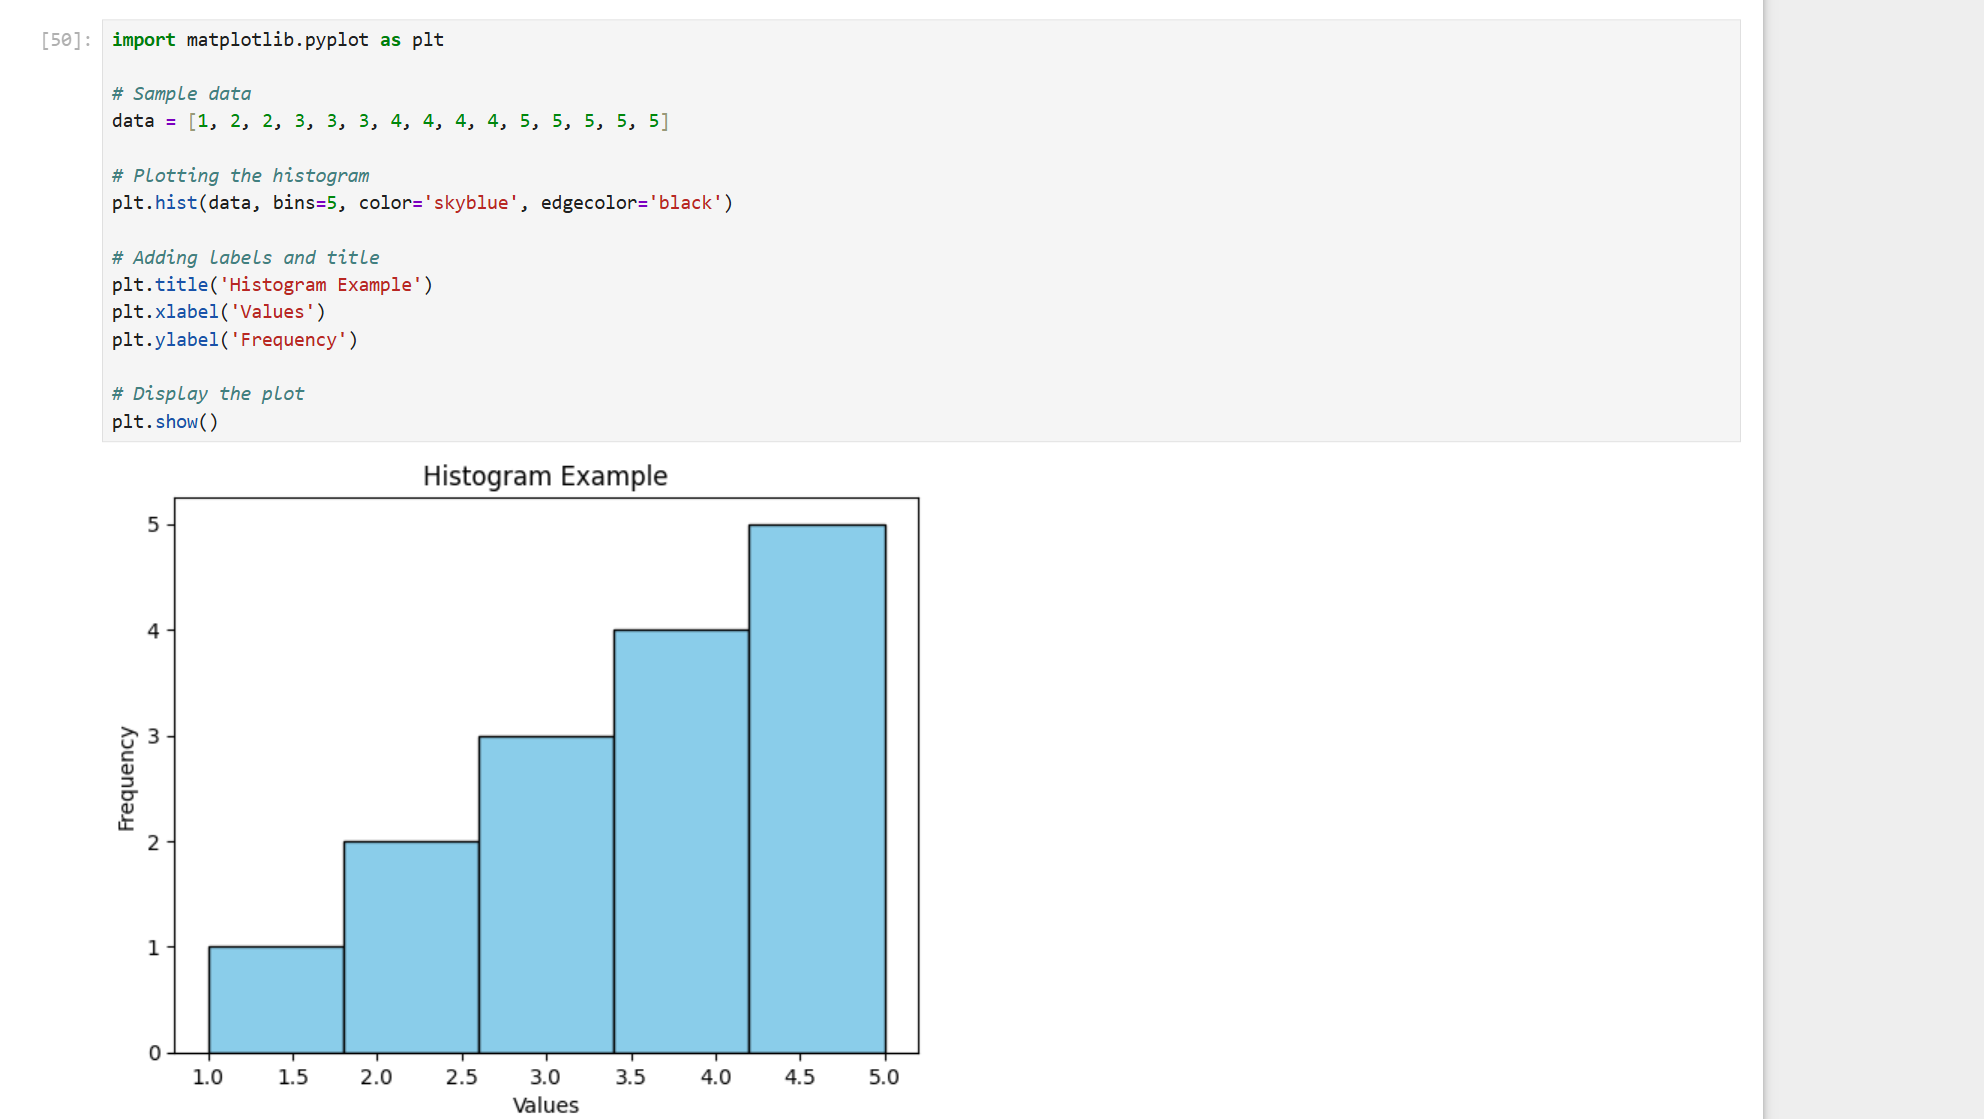 [50]: import matplotlib.pyplot as plt
# Sample data
data = [1, 2, 2, 3, 3, 3, 4, 4, 4, 4, 5, 5, 5, 5, 5]
# Plotting the histogram
plt.hist(data, bins=5, color='skyblue', edgecolor='black')
# Adding labels and title
plt.title('Histogram Example')
plt.xlabel('Values')
plt.ylabel('Frequency')
# Display the plot
plt.show()
Histogram Example
5
4
3
2
1
0
Frequency
1.0 1.5 2.0 2.5 3.0 3.5 4.0 4.5 5.0
Values